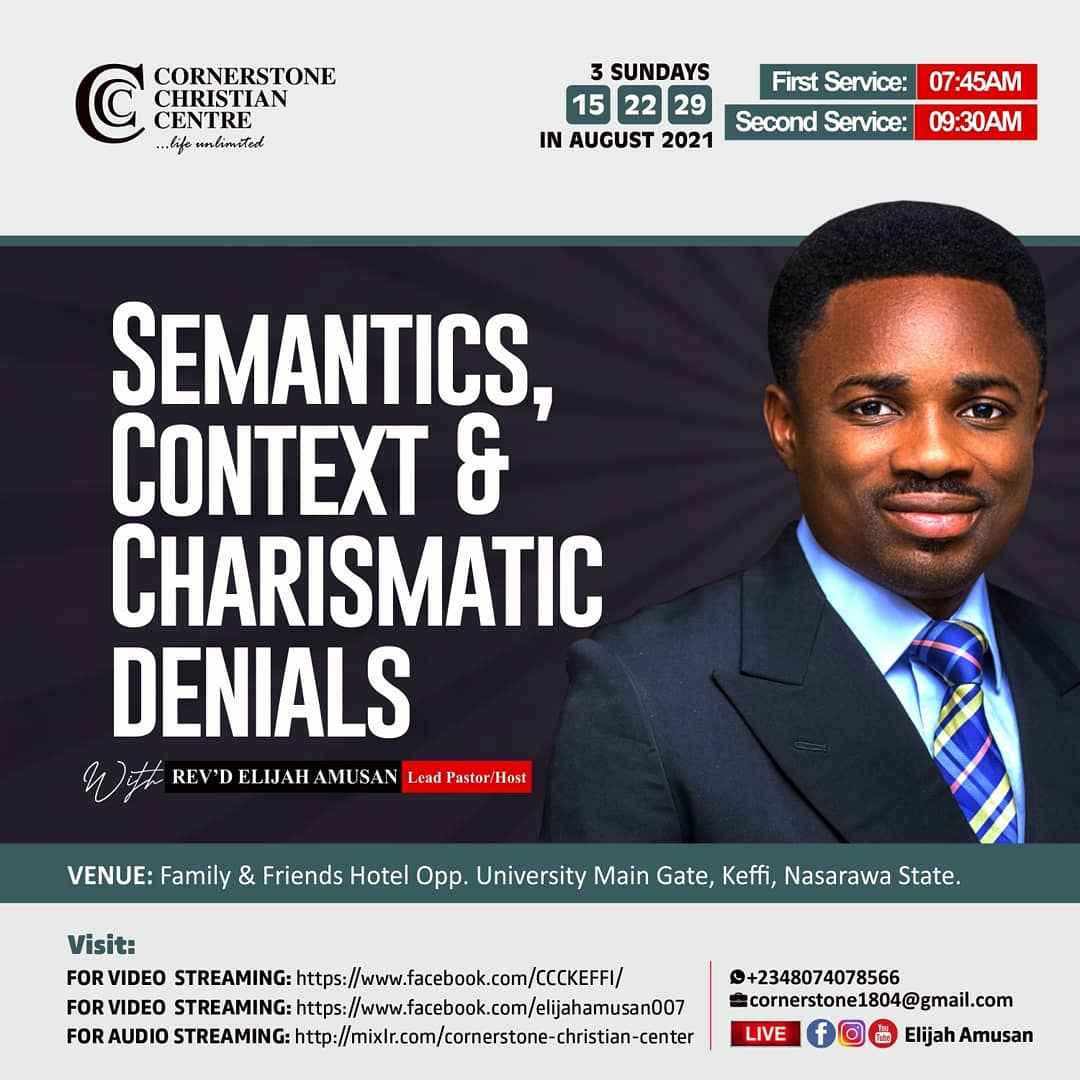 CORNERSTONE
CHRISTIAN
CENTRE
...life unlimited
3 SUNDAYS
15 22 29
IN AUGUST 2021
First Service: 07:45AM
Second Service: 09:30AM
SEMANTICS,
CONTEXT &
CHARISMATIC
DENIALS
With REV'D ELIJAH AMUSAN Lead Pastor/Host
VENUE: Family & Friends Hotel Opp. University Main Gate, Keffi, Nasarawa State.
Visit:
FOR VIDEO STREAMING: https://www.facebook.com/CCCKEFFI/
FOR VIDEO STREAMING: https://www.facebook.com/elijahamusan007
FOR AUDIO STREAMING: http://mixlr.com/cornerstone-christian-center
+2348074078566
cornerstone1804@gmail.com
LIVE You Tube Elijah Amusan